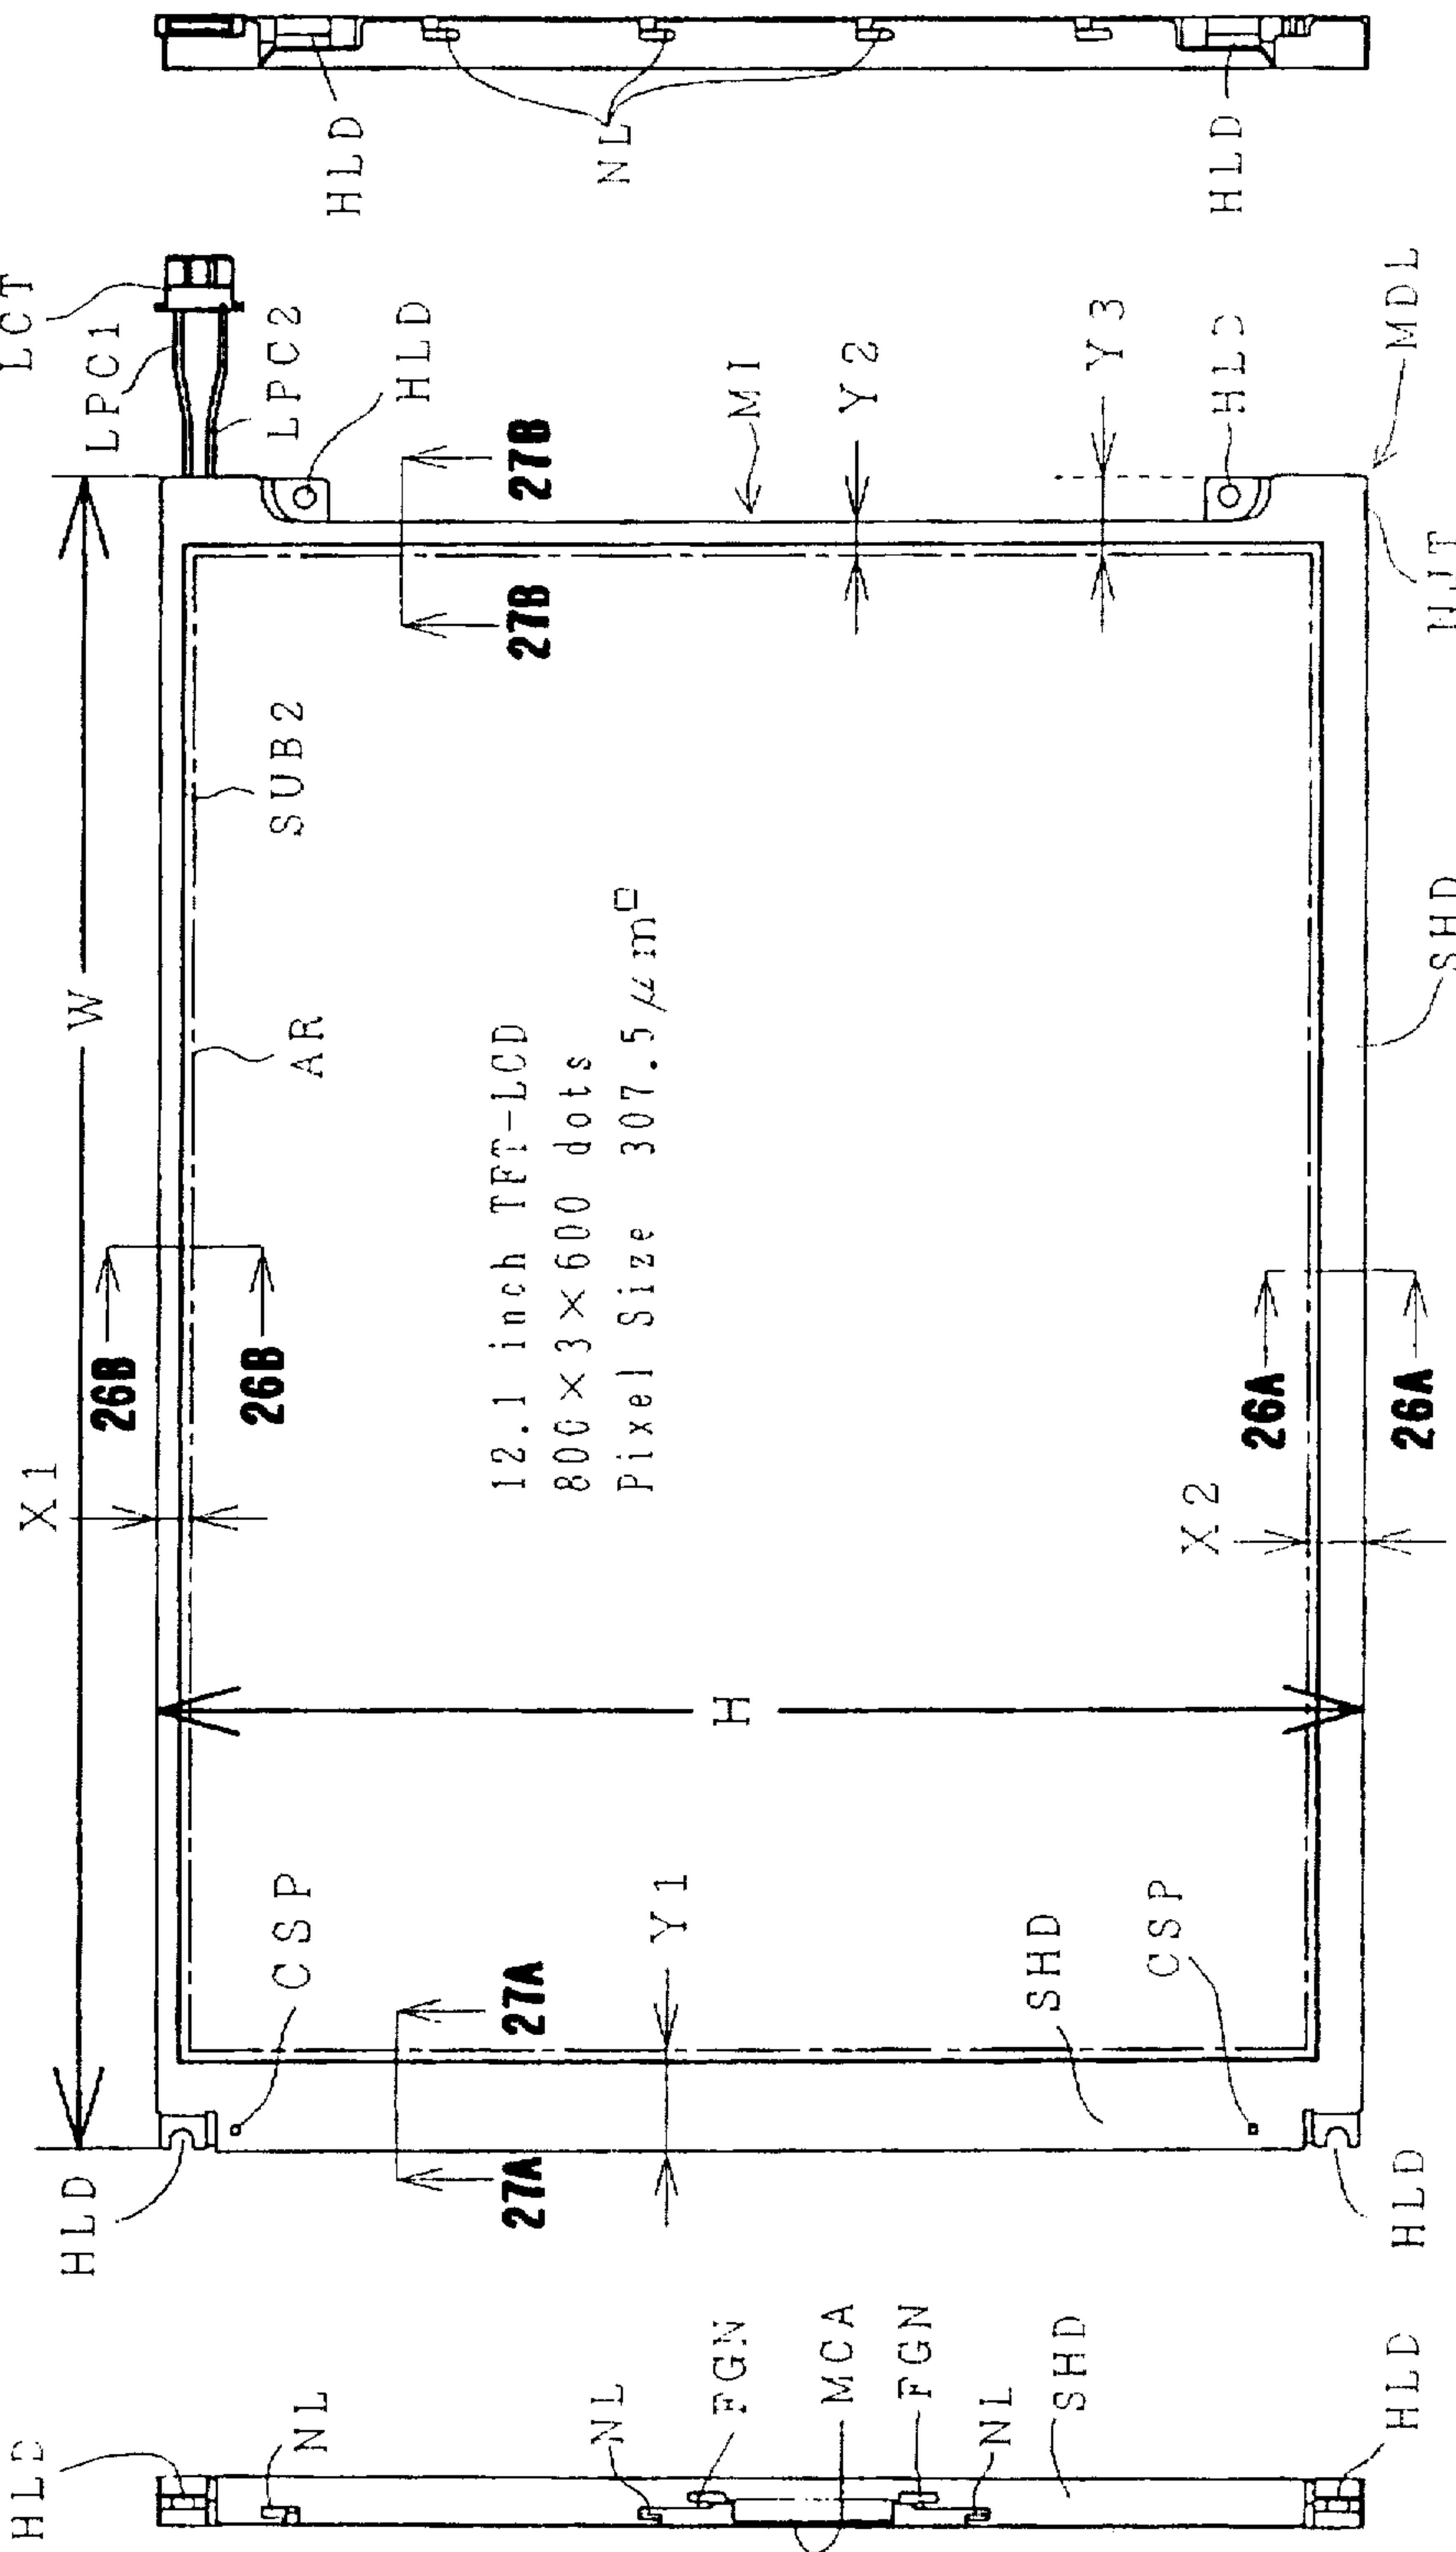 HLD
NL
HLD
LCT
LPC1
LPC2
HLD
27B
27B
MI
Y2
Y3
HLD
MDL
W
SUB2
AR
SHD
12.1 inch TFT-LCD
800×3×600 dots
Pixel Size 307.5μm□
26B
26B
26A
26A
X1
X2
H
CSP
Y1
27A
27A
SHD
CSP
HLD
HLD
HLD
NL
NL
FGN
MCA
FGN
NL
SHD
HLD